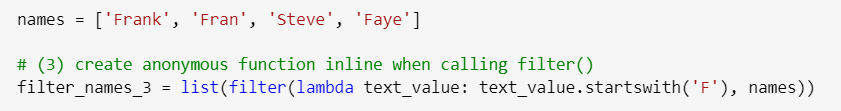 names = ['Frank', 'Fran', 'Steve', 'Faye']
# (3) create anonymous function inline when calling filter()
filter_names_3 = list(filter(lambda text_value: text_value.startswith('F'), names))